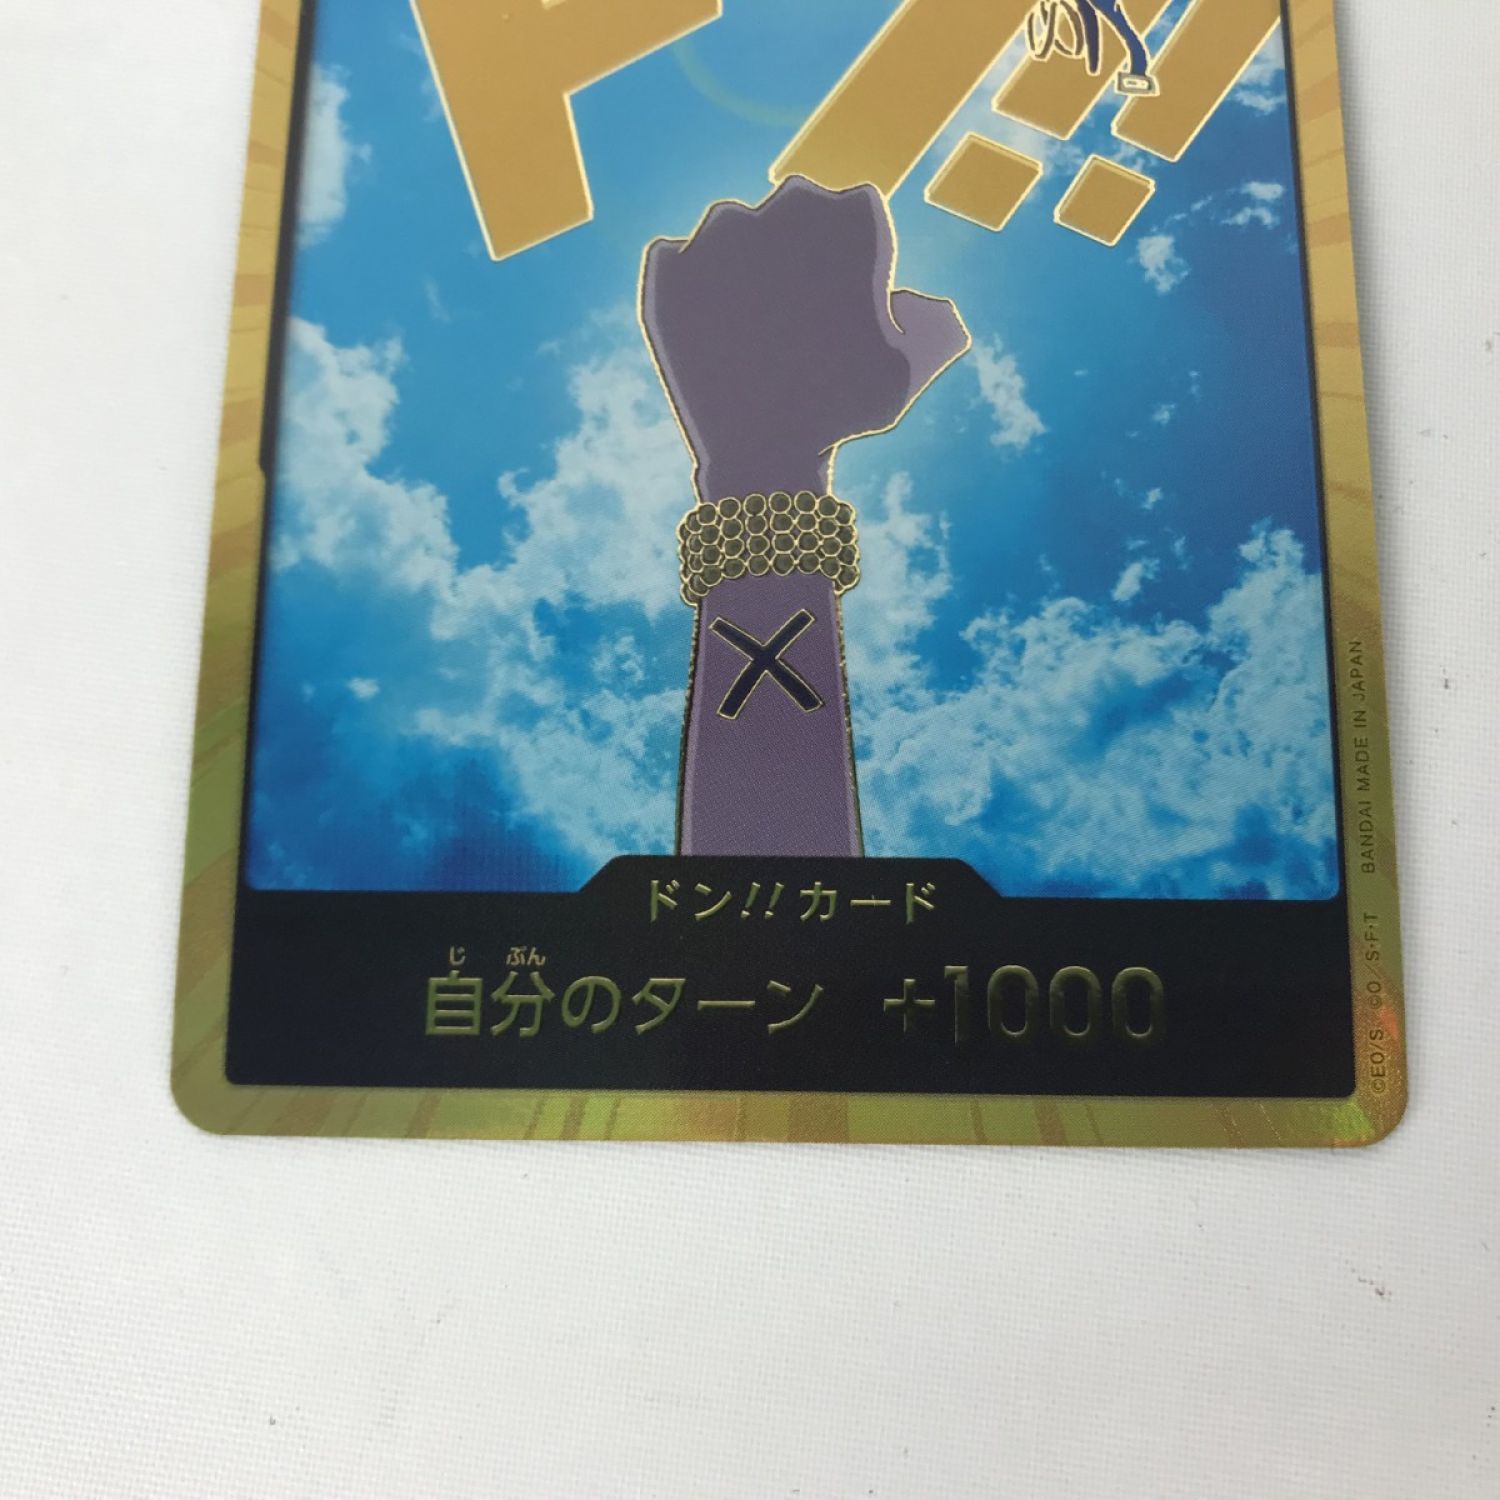 ドン!!
ドン!!カード
じ ぶん
自分のターン +1000
©EO/S. ©O/S･F･T BANDAI MADE IN JAPAN